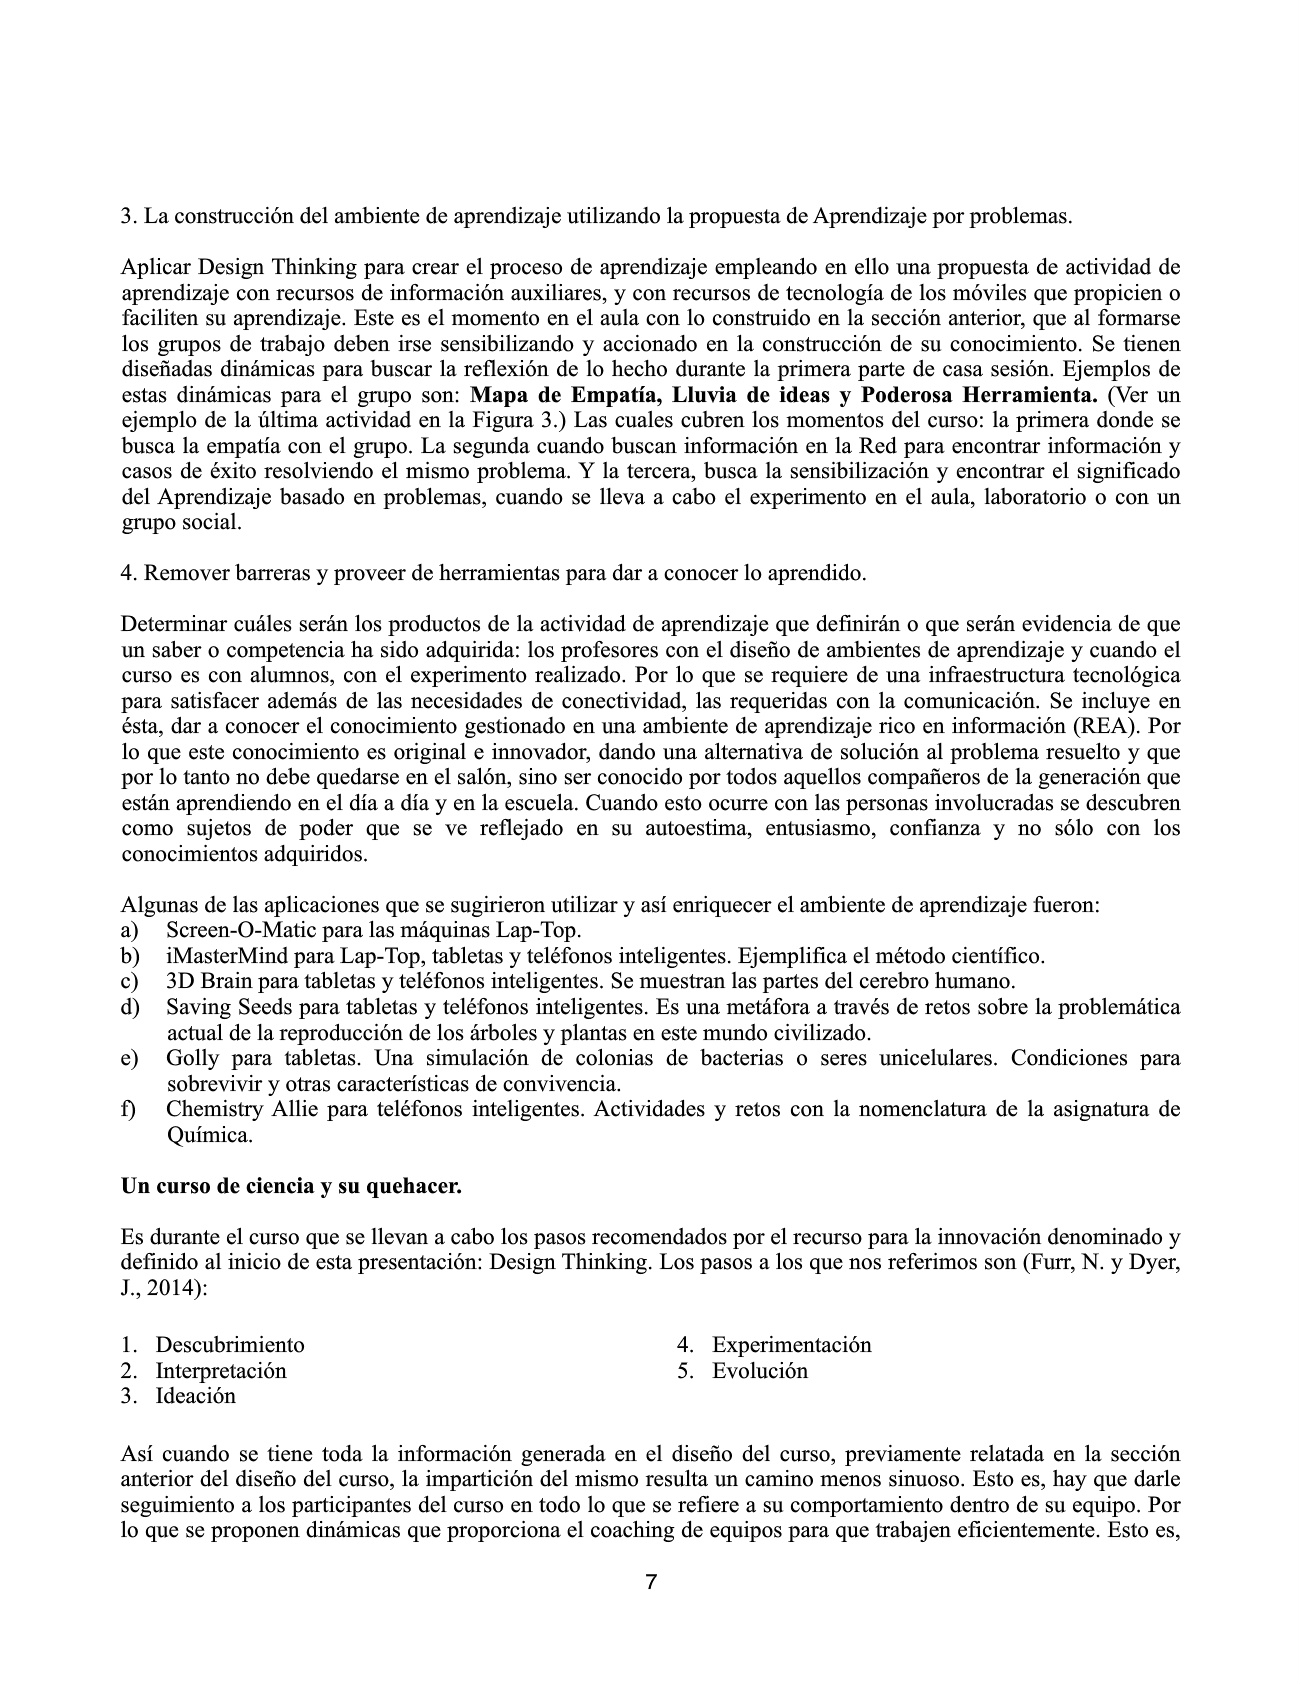 3. La construcción del ambiente de aprendizaje utilizando la propuesta de Aprendizaje por problemas.
Aplicar Design Thinking para crear el proceso de aprendizaje empleando en ello una propuesta de actividad de
aprendizaje con recursos de información auxiliares, y con recursos de tecnología de los móviles que propicien o
faciliten su aprendizaje. Este es el momento en el aula con lo construido en la sección anterior, que al formarse
los grupos de trabajo deben irse sensibilizando y accionado en la construcción de su conocimiento. Se tienen
diseñadas dinámicas para buscar la reflexión de lo hecho durante la primera parte de casa sesión. Ejemplos de
estas dinámicas para el grupo son: Mapa de Empatía, Lluvia de ideas y Poderosa Herramienta. (Ver un
ejemplo de la última actividad en la Figura 3.) Las cuales cubren los momentos del curso: la primera donde se
busca la empatía con el grupo. La segunda cuando buscan información en la Red para encontrar información y
casos de éxito resolviendo el mismo problema. Y la tercera, busca la sensibilización y encontrar el significado
del Aprendizaje basado en problemas, cuando se lleva a cabo el experimento en el aula, laboratorio o con un
grupo social.
4. Remover barreras y proveer de herramientas para dar a conocer lo aprendido.
Determinar cuáles serán los productos de la actividad de aprendizaje que definirán o que serán evidencia de que
un saber o competencia ha sido adquirida: los profesores con el diseño de ambientes de aprendizaje y cuando el
curso es con alumnos, con el experimento realizado. Por lo que se requiere de una infraestructura tecnológica
para satisfacer además de las necesidades de conectividad, las requeridas con la comunicación. Se incluye en
ésta, dar a conocer el conocimiento gestionado en una ambiente de aprendizaje rico en información (REA). Por
lo que este conocimiento es original e innovador, dando una alternativa de solución al problema resuelto y que
por lo tanto no debe quedarse en el salón, sino ser conocido por todos aquellos compañeros de la generación que
están aprendiendo en el día a día y en la escuela. Cuando esto ocurre con las personas involucradas se descubren
como sujetos de poder que se ve reflejado en su autoestima, entusiasmo, confianza y no sólo con los
conocimientos adquiridos.
Algunas de las aplicaciones que se sugirieron utilizar y así enriquecer el ambiente de aprendizaje fueron:
a) Screen-O-Matic para las máquinas Lap-Top.
b) iMasterMind para Lap-Top, tabletas y teléfonos inteligentes. Ejemplifica el método científico.
c) 3D Brain para tabletas y teléfonos inteligentes. Se muestran las partes del cerebro humano.
d) Saving Seeds para tabletas y teléfonos inteligentes. Es una metáfora a través de retos sobre la problemática
actual de la reproducción de los árboles y plantas en este mundo civilizado.
e) Golly para tabletas. Una simulación de colonias de bacterias o seres unicelulares. Condiciones para
sobrevivir y otras características de convivencia.
f) Chemistry Allie para teléfonos inteligentes. Actividades y retos con la nomenclatura de la asignatura de
Química.
Un curso de ciencia y su quehacer.
Es durante el curso que se llevan a cabo los pasos recomendados por el recurso para la innovación denominado y
definido al inicio de esta presentación: Design Thinking. Los pasos a los que nos referimos son (Furr, N. y Dyer,
J., 2014):
1. Descubrimiento
2. Interpretación
3. Ideación
4. Experimentación
5. Evolución
Así cuando se tiene toda la información generada en el diseño del curso, previamente relatada en la sección
anterior del diseño del curso, la impartición del mismo resulta un camino menos sinuoso. Esto es, hay que darle
seguimiento a los participantes del curso en todo lo que se refiere a su comportamiento dentro de su equipo. Por
lo que se proponen dinámicas que proporciona el coaching de equipos para que trabajen eficientemente. Esto es,
7